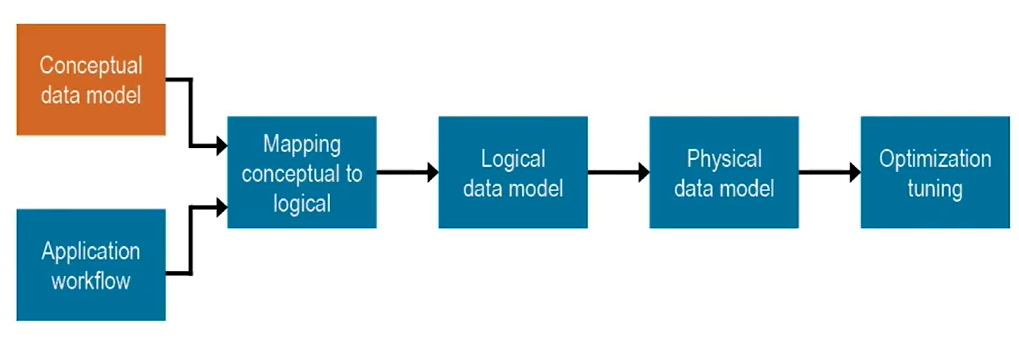 Conceptual
data model
Application
workflow
Mapping
conceptual to
logical
Logical
data model
Physical
data model
Optimization
tuning